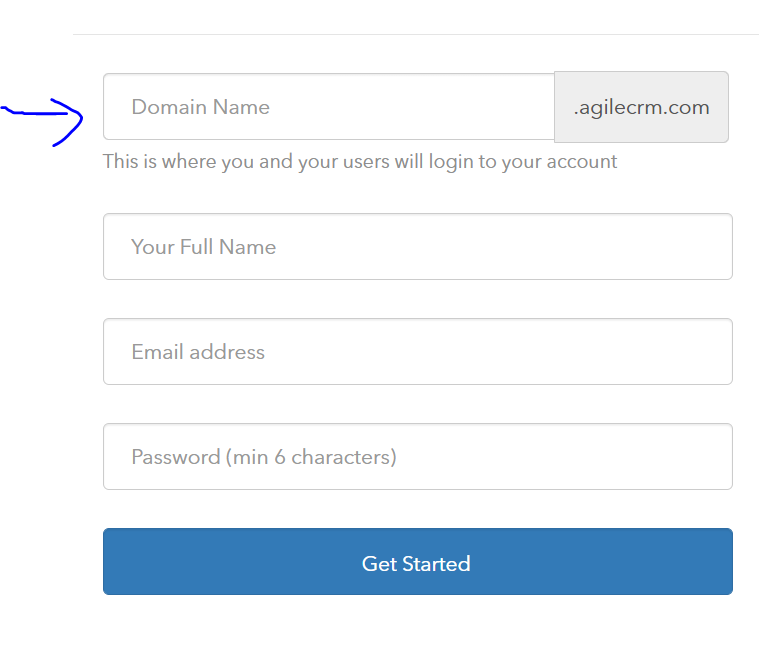 Domain Name .agilecrm.com
This is where you and your users will login to your account
Your Full Name
Email address
Password (min 6 characters)
Get Started